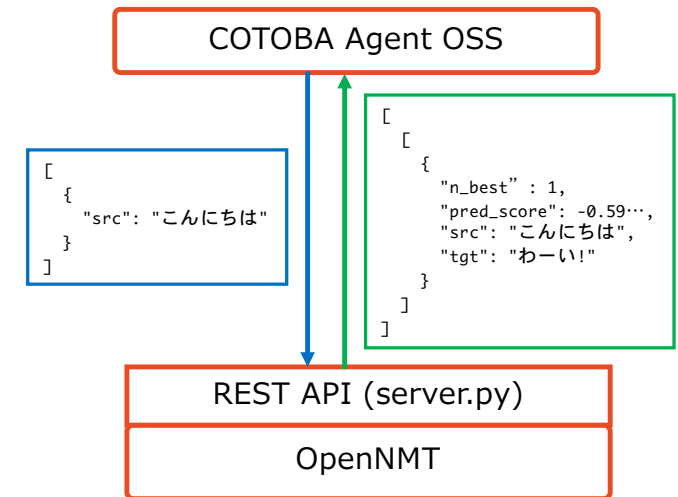 COTOBA Agent OSS
[
  {
    "src": "こんにちは"
  }
]
[
  [
    {
      "n_best” : 1,
      "pred_score": -0.59…,
      "src": "こんにちは",
      "tgt": "わーい!"
    }
  ]
]
REST API (server.py)
OpenNMT